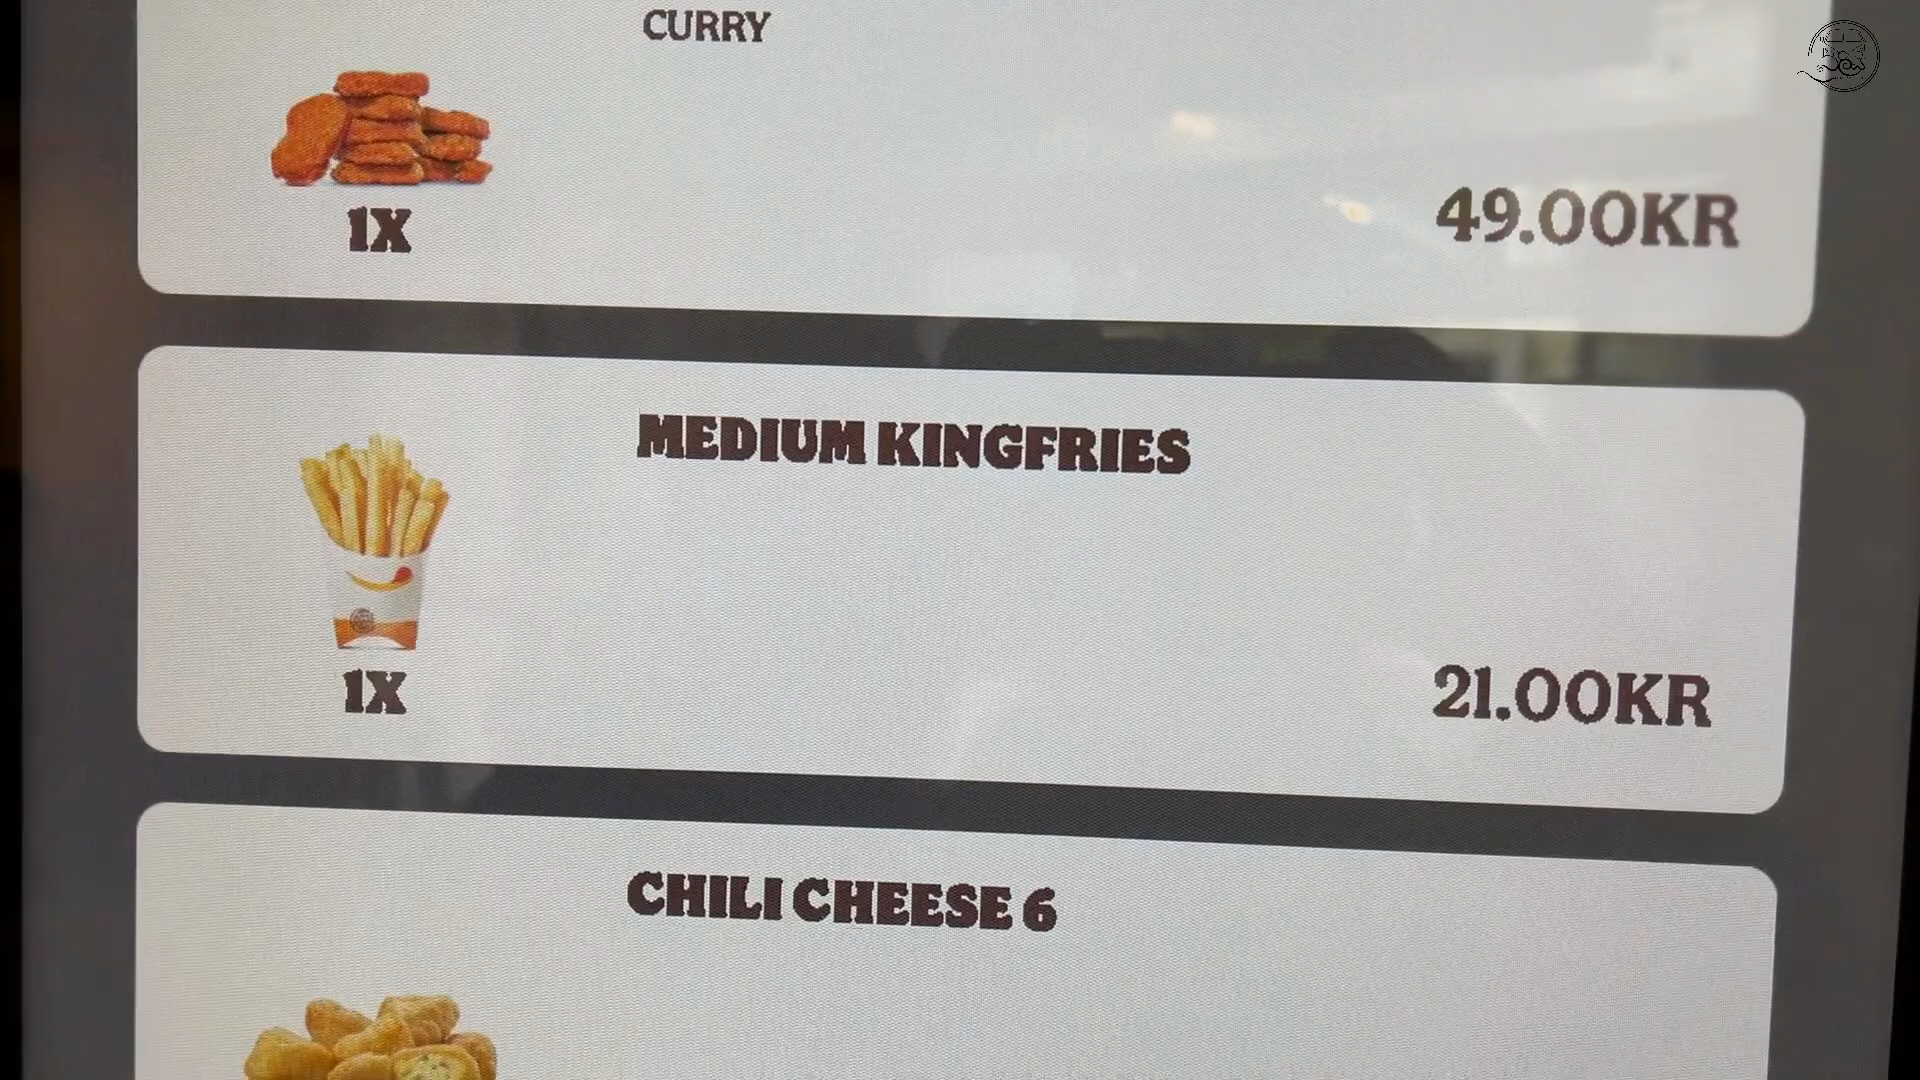 CURRY
1X
49.00KR
MEDIUM KINGFRIES
1X
21.00KR
CHILI CHEESE 6